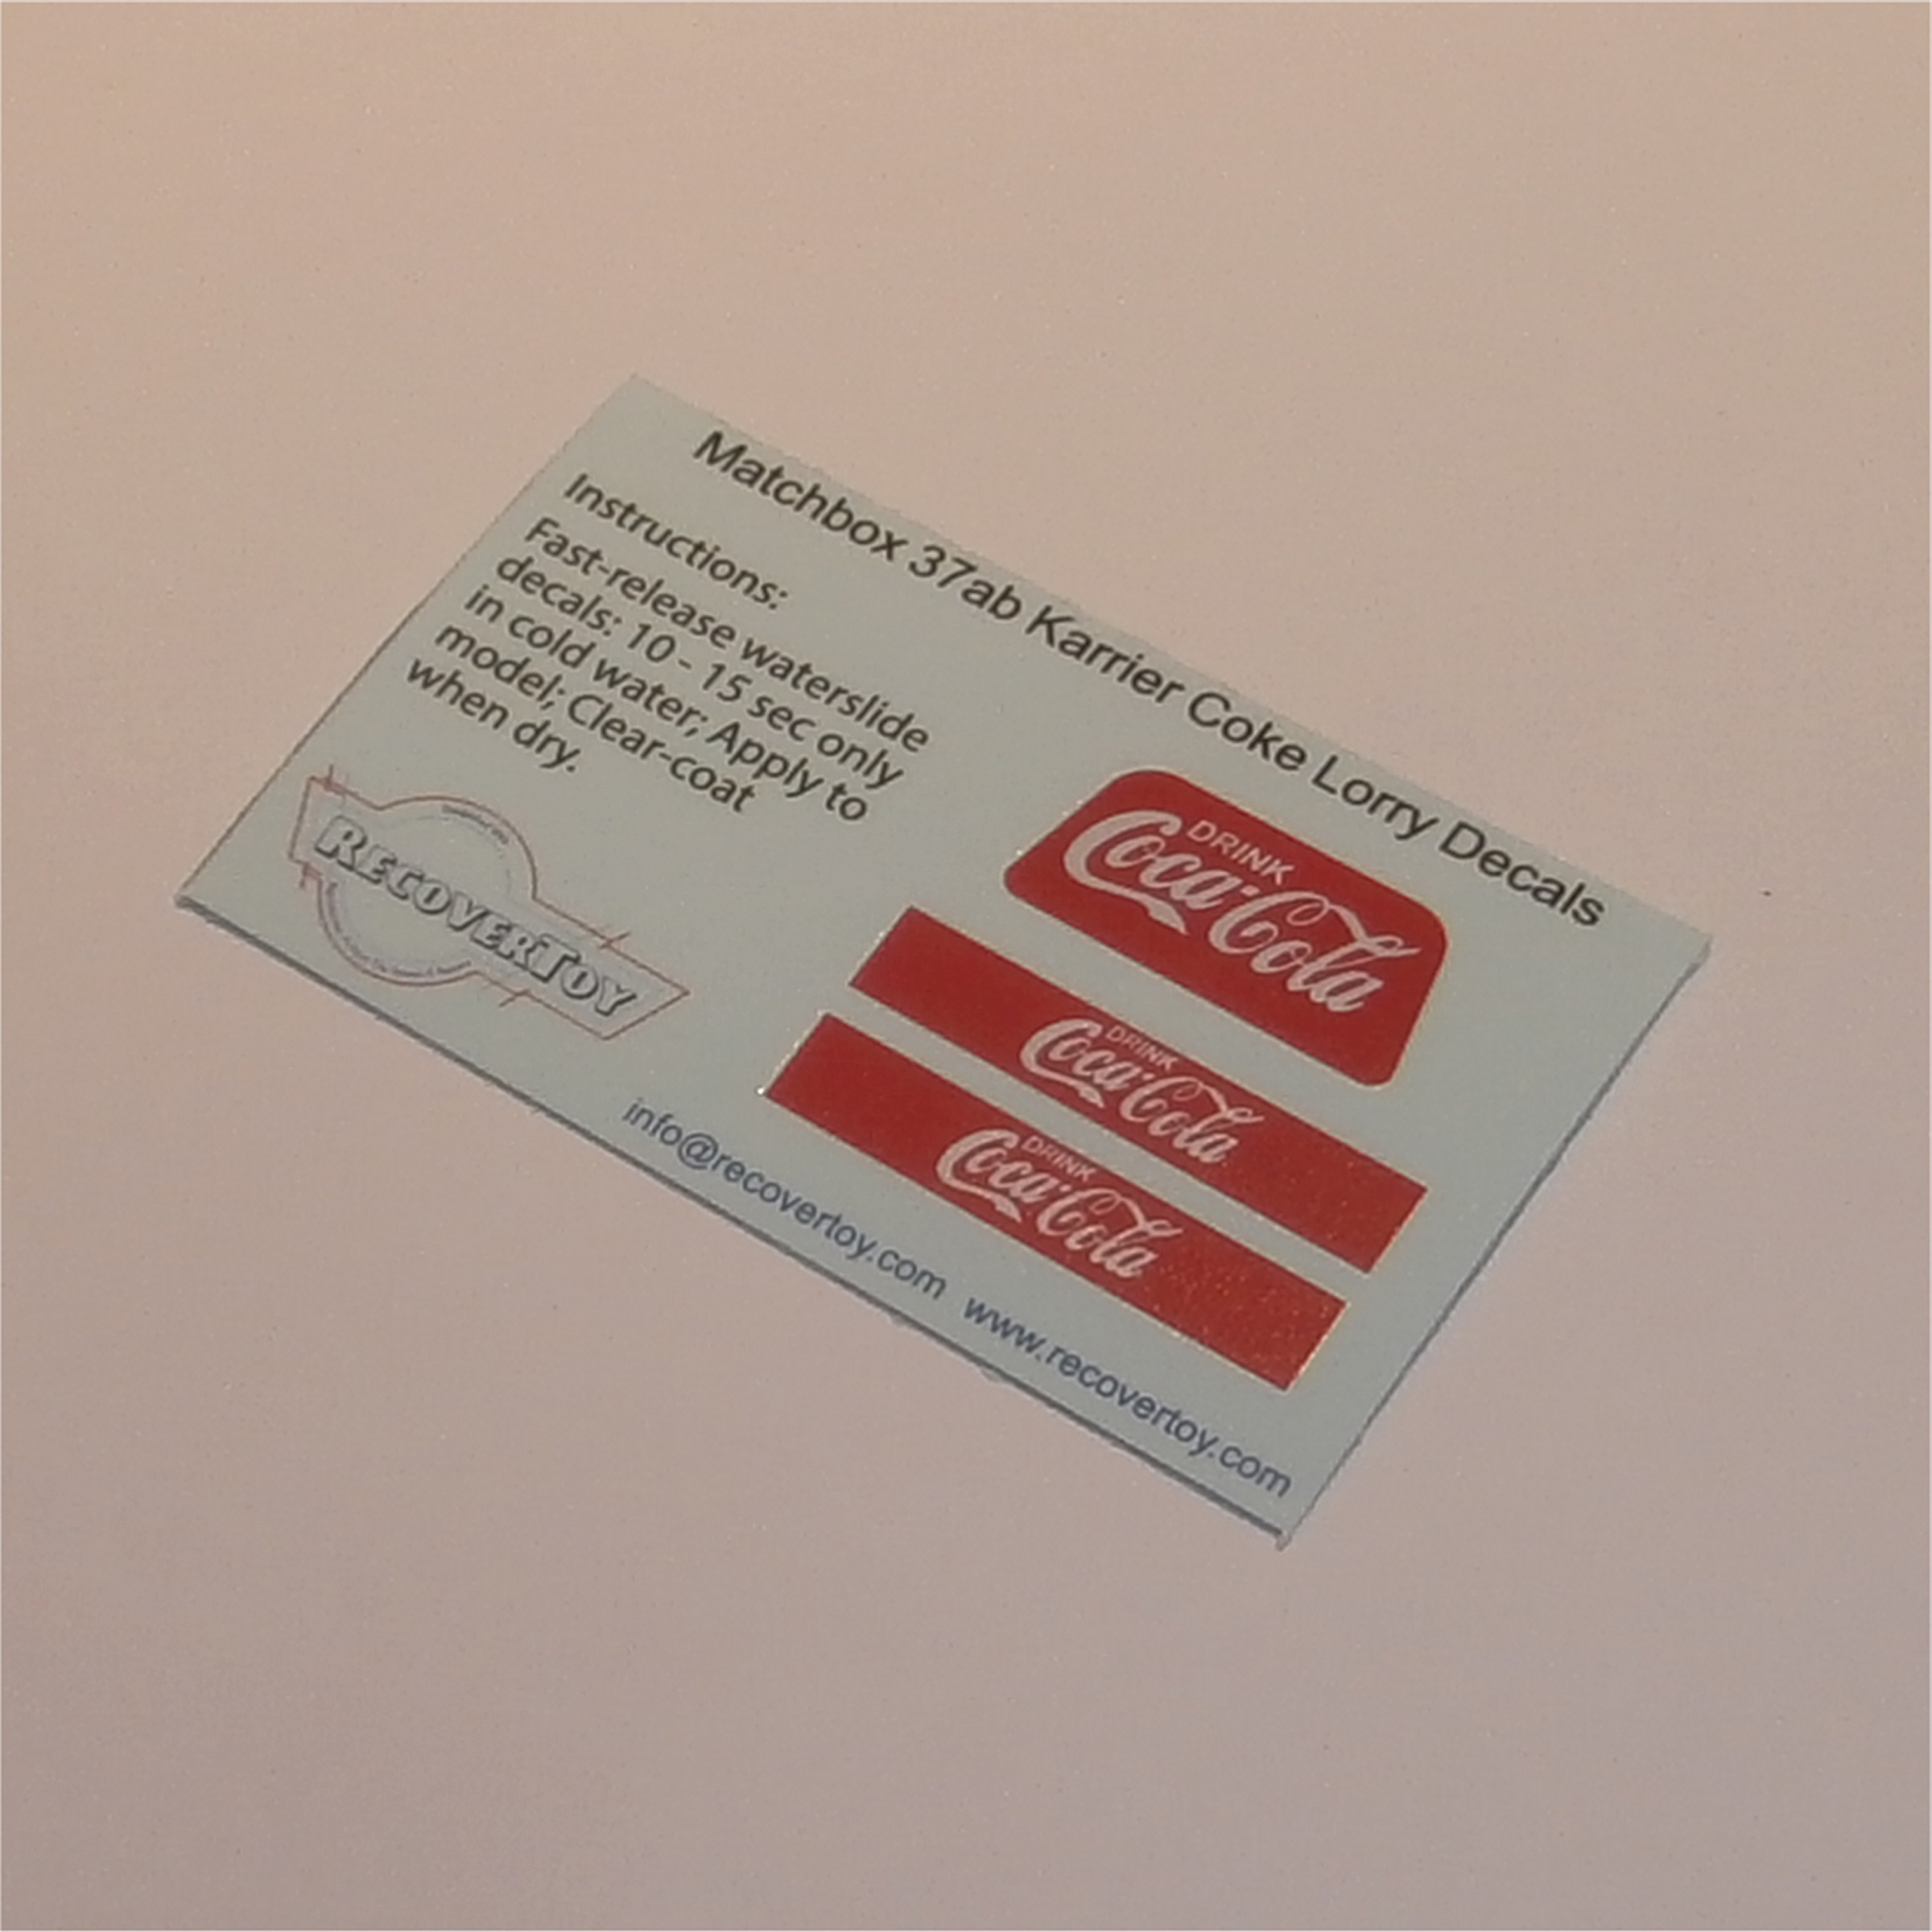 Matchbox 37ab Karrier Coke Lorry Decals
Instructions:
Fast-release waterslide
decals: 10 - 15 sec only
in cold water; Apply to
model; Clear-coat
when dry.
RECOVERTOY
DRINK
Coca-Cola
DRINK
Coca-Cola
DRINK
Coca-Cola
info@recovertoy.com www.recovertoy.com